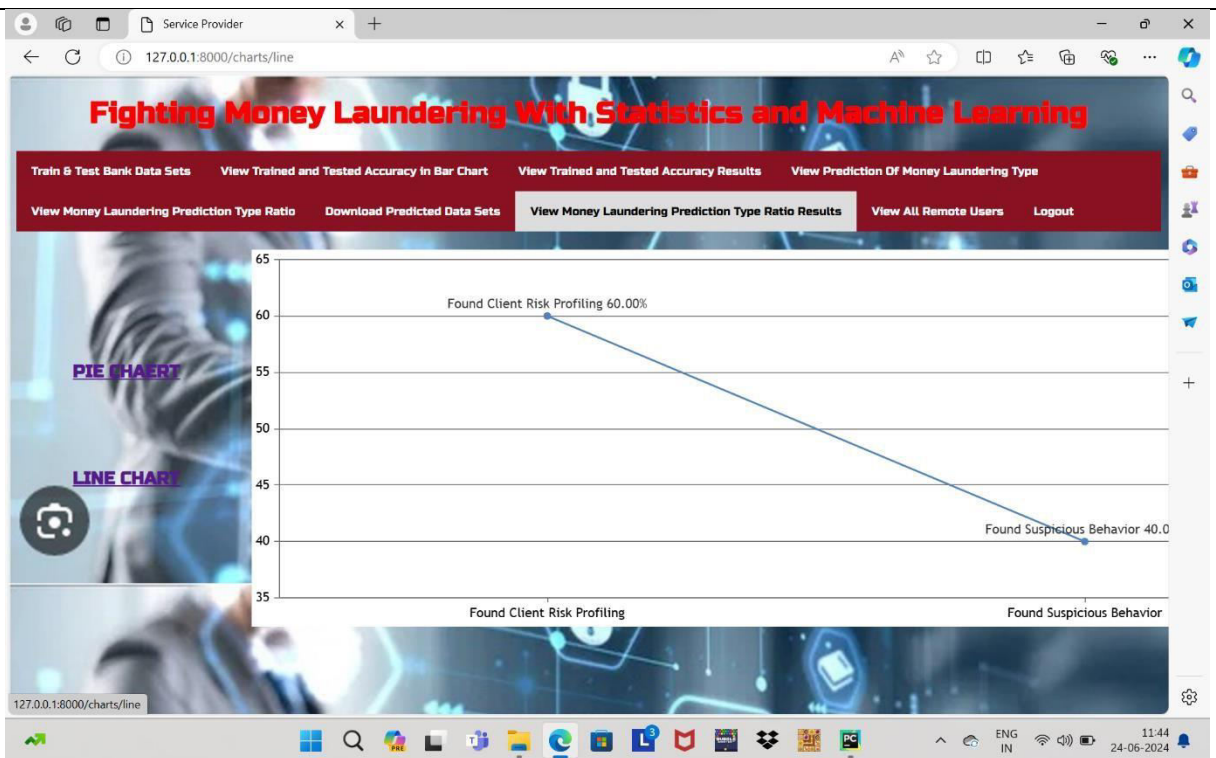 Service Provider
127.0.0.1:8000/charts/line
Fighting Money Laundering With Statistics and Machine Learning
Train & Test Bank Data Sets View Trained and Tested Accuracy in Bar Chart View Trained and Tested Accuracy Results View Prediction Of Money Laundering Type
View Money Laundering Prediction Type Ratio Download Predicted Data Sets View Money Laundering Prediction Type Ratio Results View All Remote Users Logout
PIE CHAERT
LINE CHART
65
60
55
50
45
40
35
Found Client Risk Profiling 60.00%
Found Suspicious Behavior 40.0
Found Client Risk Profiling Found Suspicious Behavior
127.0.0.1:8000/charts/line
PRE
3
PC
ENG
IN
11:44
24-06-2024